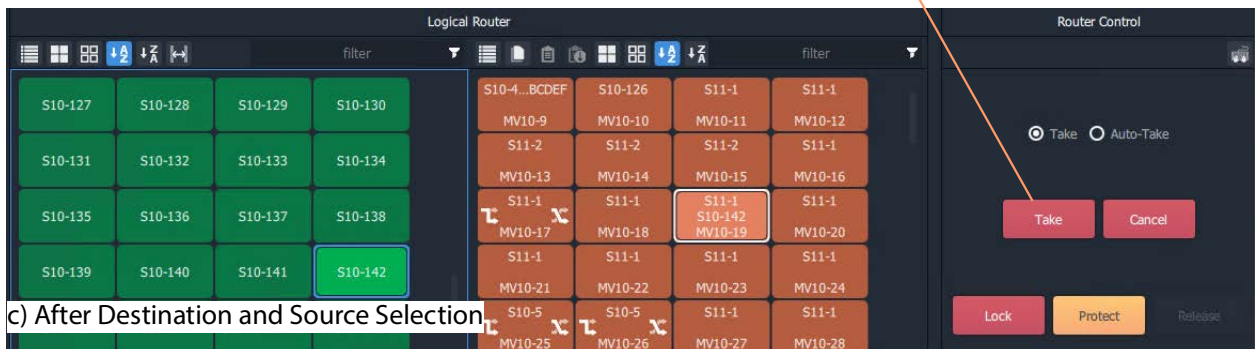 Logical Router
Router Control
filter
filter
S10-127 S10-128 S10-129 S10-130
S10-131 S10-132 S10-133 S10-134
S10-135 S10-136 S10-137 S10-138
S10-139 S10-140 S10-141 S10-142
S10-4...BCDEF S10-126 S11-1 S11-1
MV10-9 MV10-10 MV10-11 MV10-12
S11-2 S11-2 S11-2 S11-1
MV10-13 MV10-14 MV10-15 MV10-16
S11-1 S11-1 S11-1 S11-1
S10-142
MV10-17 MV10-18 MV10-19 MV10-20
S11-1 S11-1 S11-1 S11-1
MV10-21 MV10-22 MV10-23 MV10-24
S10-5 S10-5 S11-1 S11-1
MV10-25 MV10-26 MV10-27 MV10-28
Take Auto-Take
Take Cancel
Lock Protect Release
c) After Destination and Source Selection